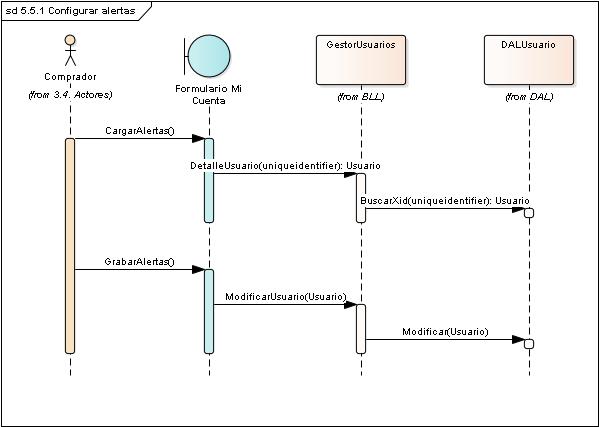 sd 5.5.1 Configurar alertas
Comprador
(from 3.4. Actores)
Formulario Mi
Cuenta
GestorUsuarios
(from BLL)
DALUsuario
(from DAL)
CargarAlertas()
DetalleUsuario(uniqueidentifier): Usuario
BuscarXid(uniqueidentifier): Usuario
GrabarAlertas()
ModificarUsuario(Usuario)
Modificar(Usuario)